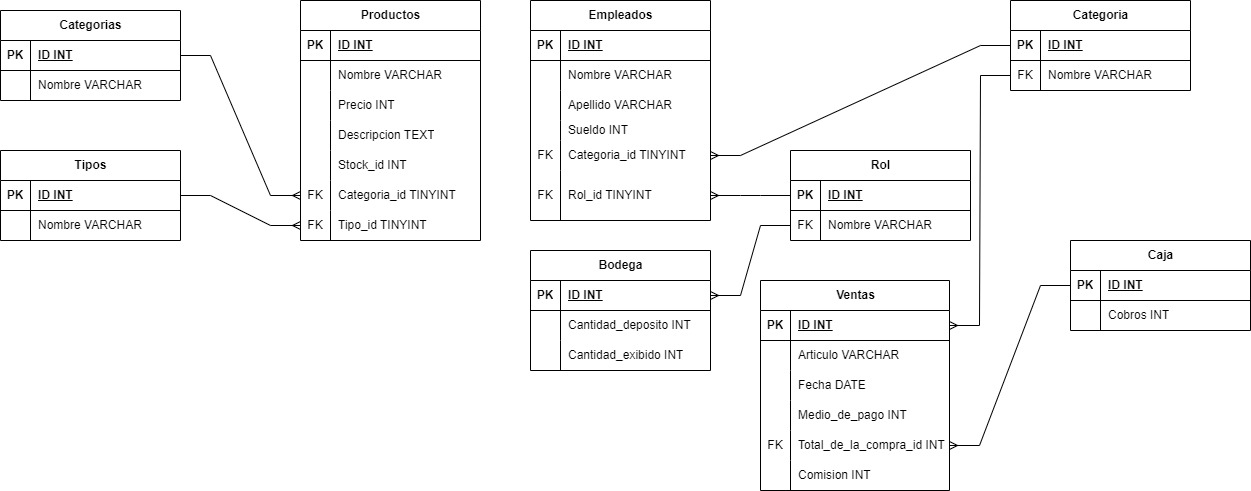 Categorias
PK ID INT
Nombre VARCHAR
Tipos
PK ID INT
Nombre VARCHAR
Productos
PK ID INT
Nombre VARCHAR
Precio INT
Descripcion TEXT
Stock_id INT
FK Categoria_id TINYINT
FK Tipo_id TINYINT
Empleados
PK ID INT
Nombre VARCHAR
Apellido VARCHAR
Sueldo INT
FK Categoria_id TINYINT
FK Rol_id TINYINT
Categoria
PK ID INT
FK Nombre VARCHAR
Rol
PK ID INT
FK Nombre VARCHAR
Bodega
PK ID INT
Cantidad_deposito INT
Cantidad_exibido INT
Ventas
PK ID INT
Articulo VARCHAR
Fecha DATE
Medio_de_pago INT
FK Total_de_la_compra_id INT
Comision INT
Caja
PK ID INT
Cobros INT